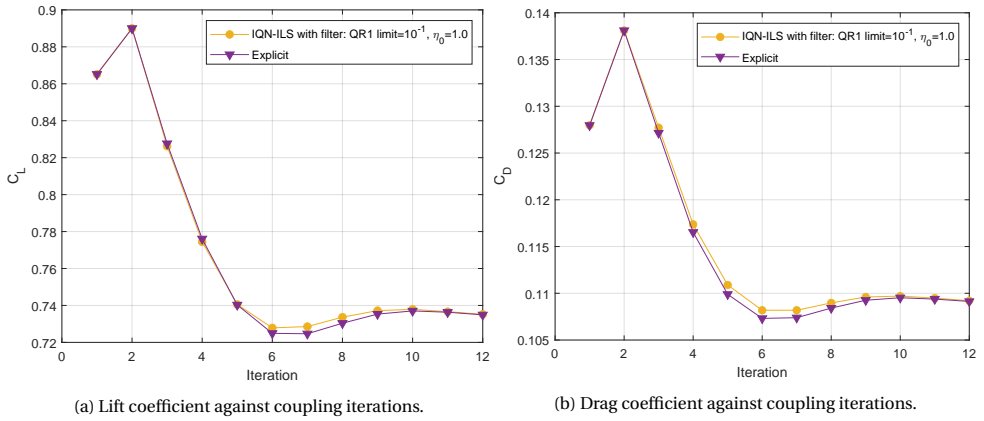 0.9
0.88
0.86
0.84
0.82
0.8
0.78
0.76
0.74
0.72
C_L
0 2 4 6 8 10 12
Iteration
IQN-ILS with filter: QR1 limit=10^-1, η_0=1.0
Explicit
(a) Lift coefficient against coupling iterations.
0.14
0.135
0.13
0.125
0.12
0.115
0.11
0.105
C_D
0 2 4 6 8 10 12
Iteration
IQN-ILS with filter: QR1 limit=10^-1, η_0=1.0
Explicit
(b) Drag coefficient against coupling iterations.